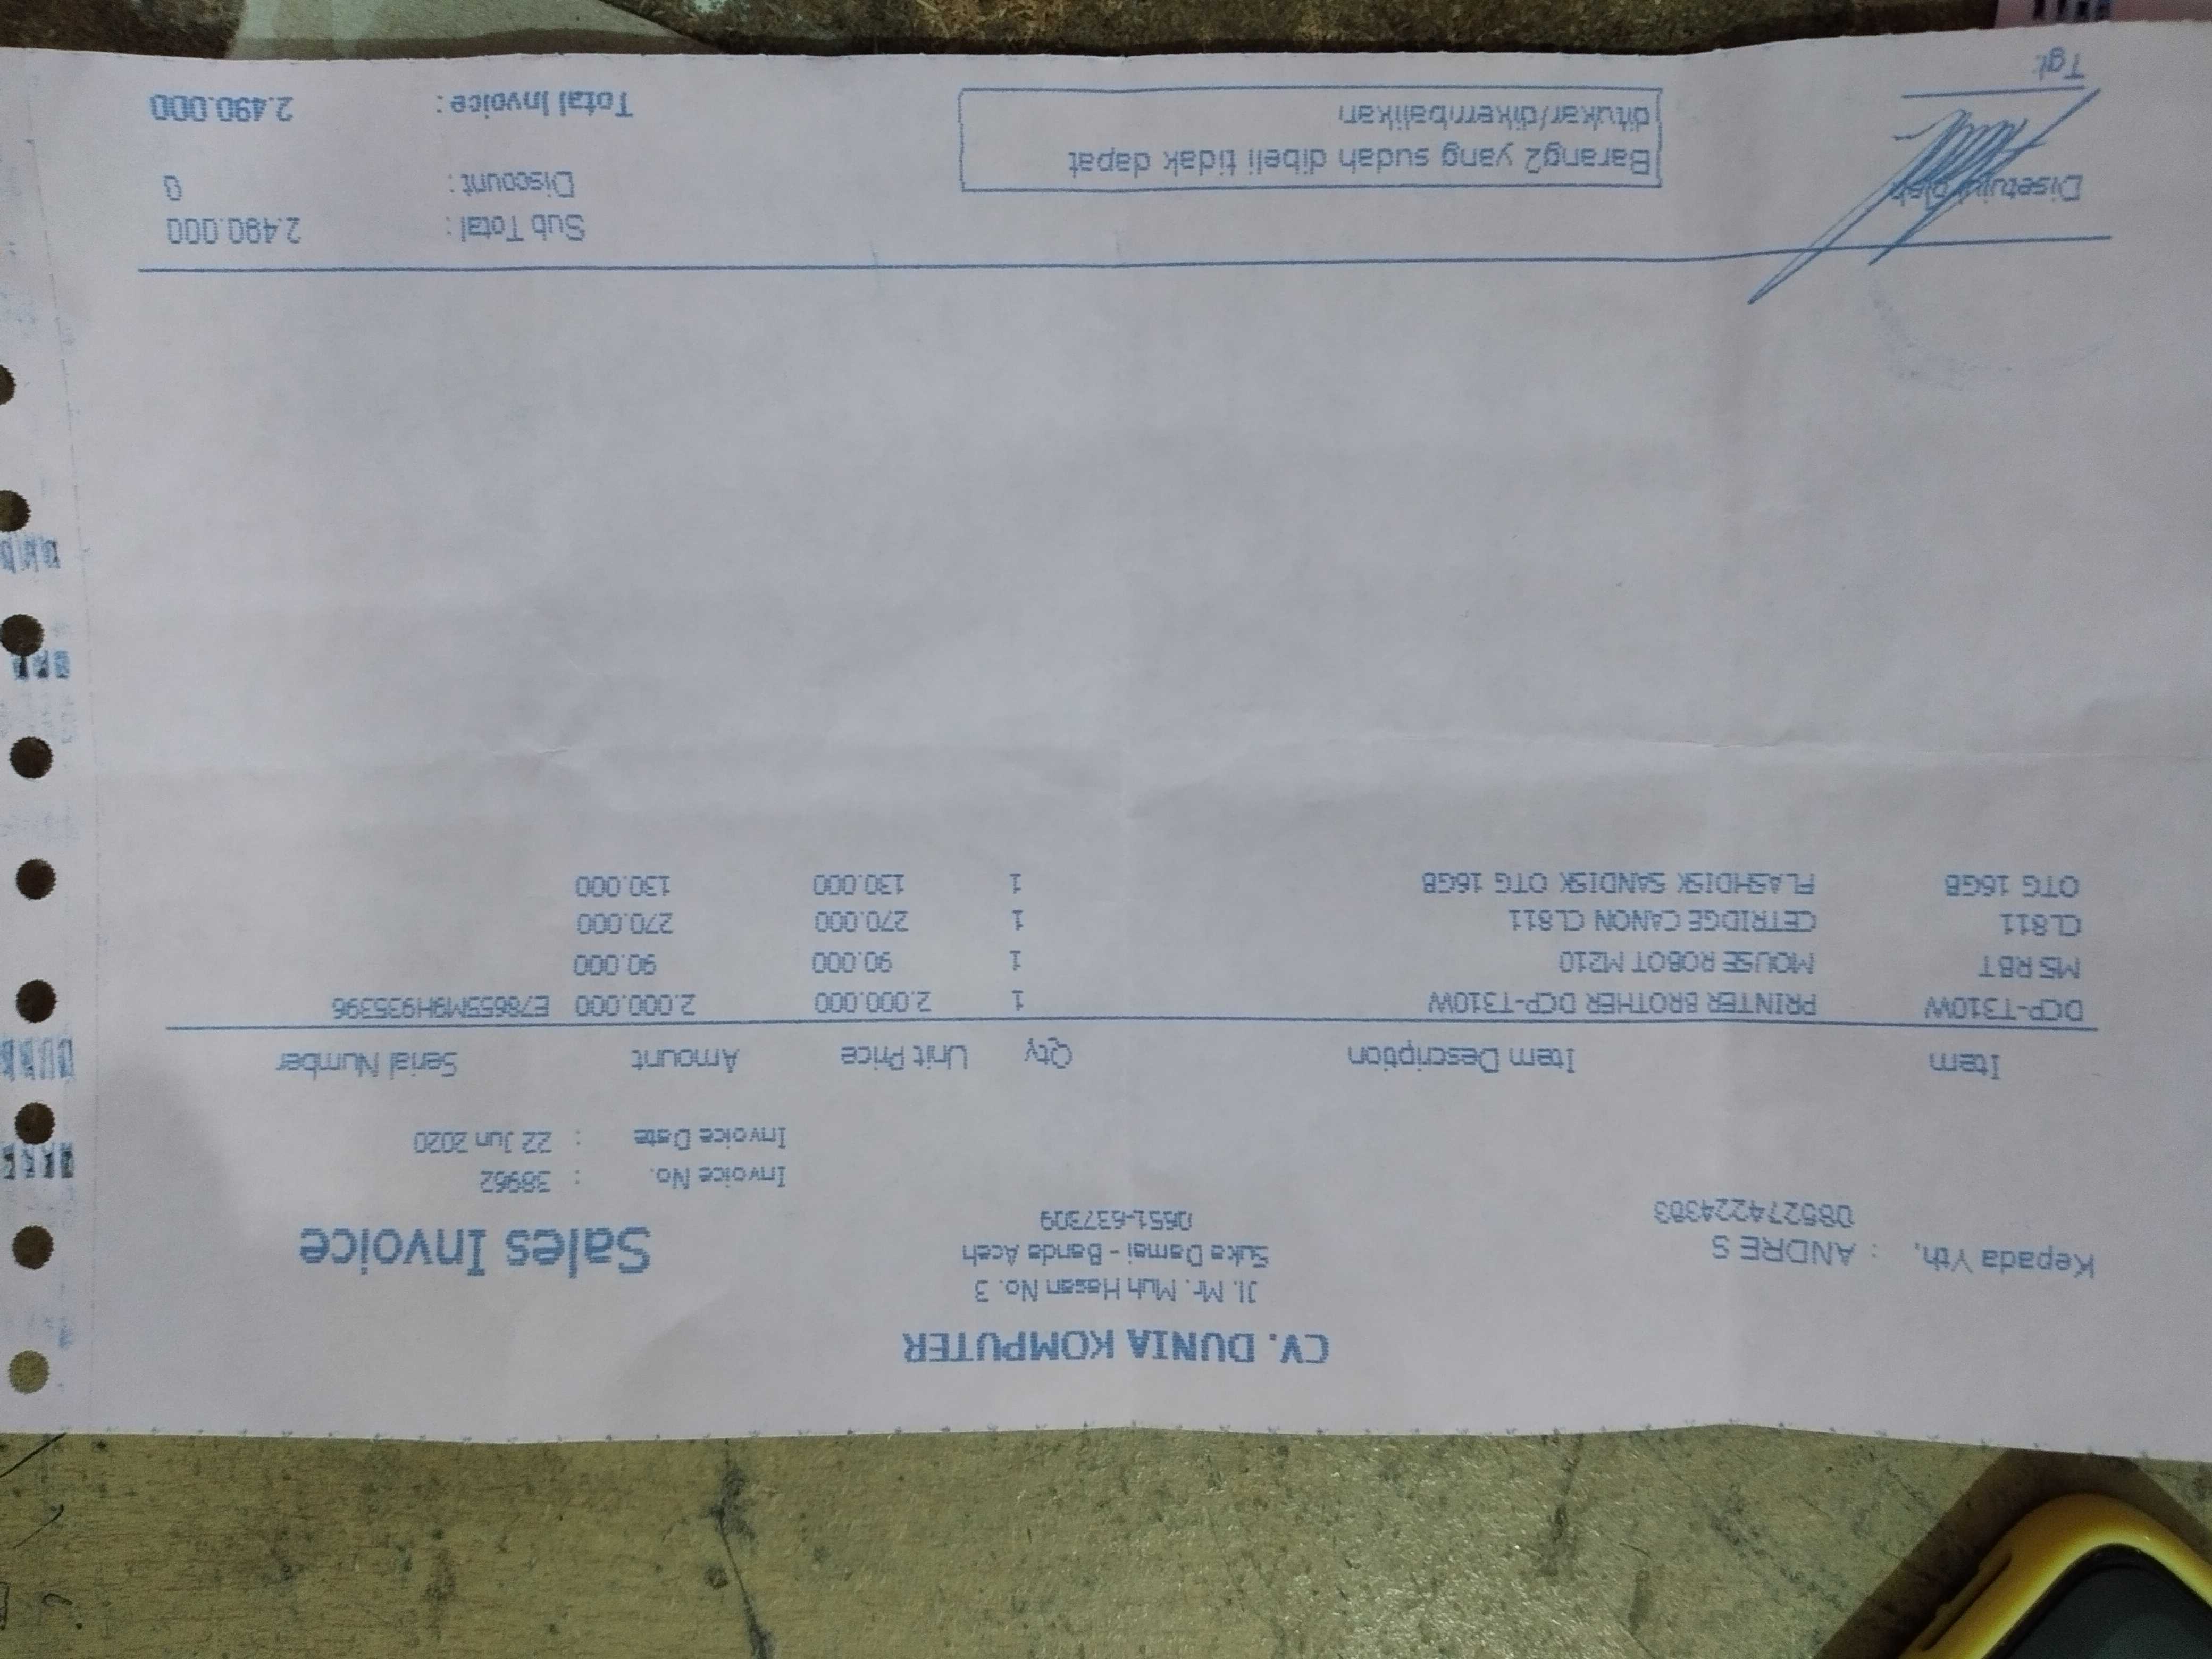 CV. DUNIA KOMPUTER
Jl. Mr. Muh Hasan No. 3
Suka Damai - Banda Aceh
0651-637309
Kepada Yth, : ANDRE S
085274224383
Sales Invoice
Invoice No. : 38962
Invoice Date : 22 Jun 2020
Item Item Description Qty Unit Price Amount Serial Number
DCP-T310W PRINTER BROTHER DCP-T310W 1 2.000.000 2.000.000 E78655M9H935396
MS RBT MOUSE ROBOT M210 1 90.000 90.000
CL811 CETRIDGE CANON CL811 1 270.000 270.000
OTG 16GB FLASHDISK SANDISK OTG 16GB 1 130.000 130.000
Sub Total : 2.490.000
Discount : 0
Total Invoice : 2.490.000
Barang2 yang sudah dibeli tidak dapat
ditukar/dikembalikan
Disetujui oleh
Tgl: